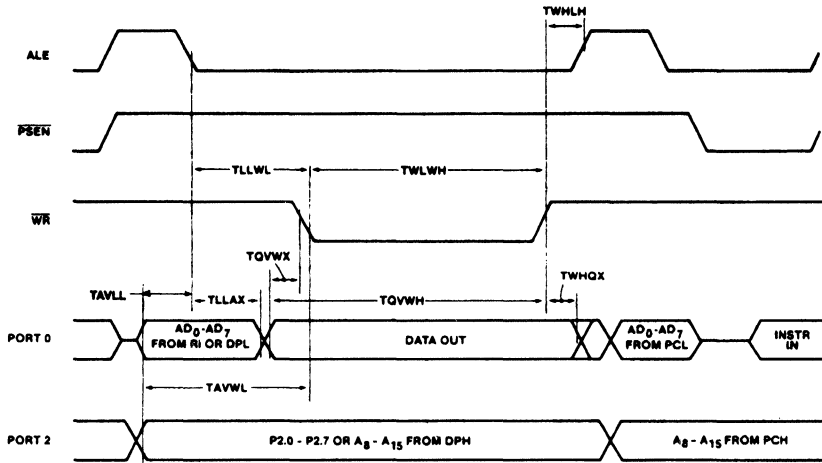 TWHLH
ALE
PSEN
TLLWL
TWLWH
WR
TQVWX
TWHQX
TAVLL
TLLAX
TQVWH
PORT 0
AD0-AD7
FROM RI OR DPL
DATA OUT
AD0-AD7
FROM PCL
INSTR
IN
TAVWL
PORT 2
P2.0 - P2.7 OR A8 - A15 FROM DPH
A8 - A15 FROM PCH